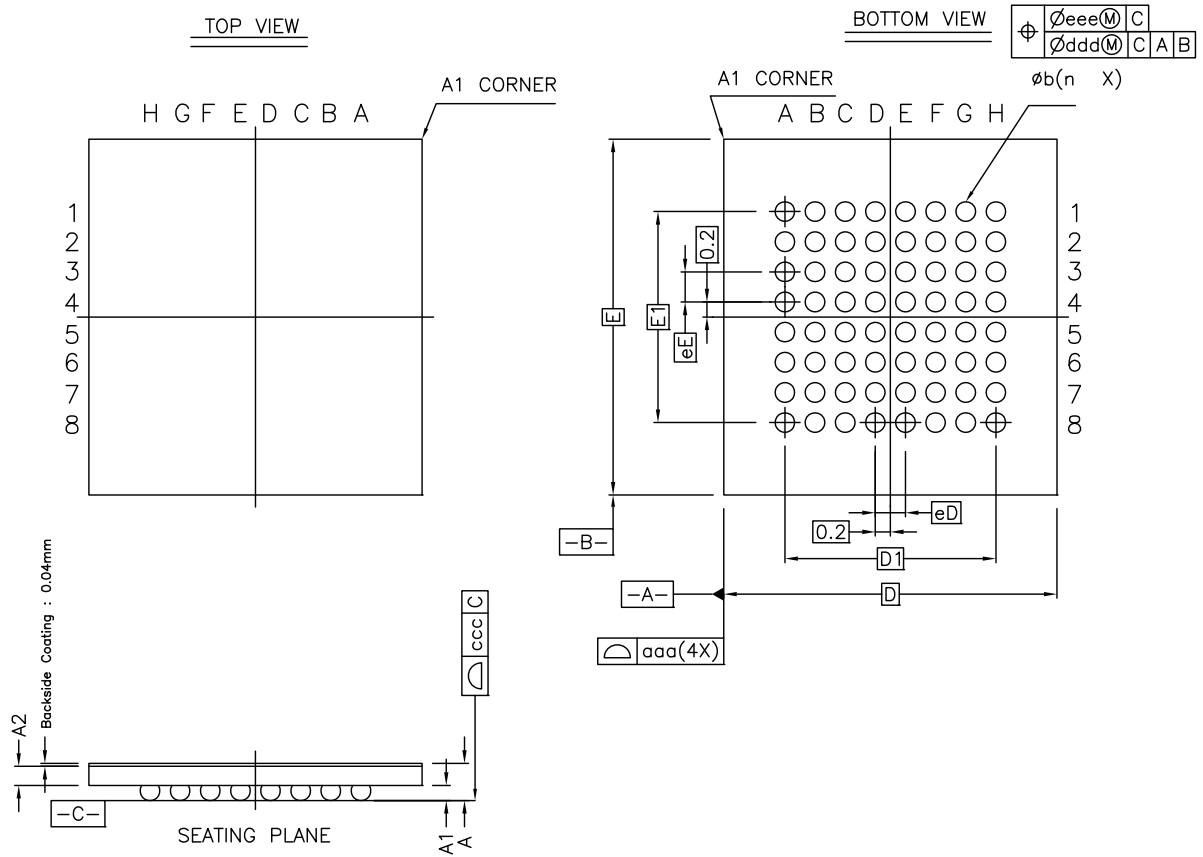 TOP VIEW
A1 CORNER
H G F E D C B A
1
2
3
4
5
6
7
8
BOTTOM VIEW
Øeee Ⓜ C
Øddd Ⓜ C A B
øb(n X)
A1 CORNER
A B C D E F G H
1
2
3
4
5
6
7
8
0.2
E
E1
eE
eD
0.2
D1
-B-
-A-
D
aaa(4X)
Backside Coating : 0.04mm
A2
ccc C
-C-
A1
A
SEATING PLANE